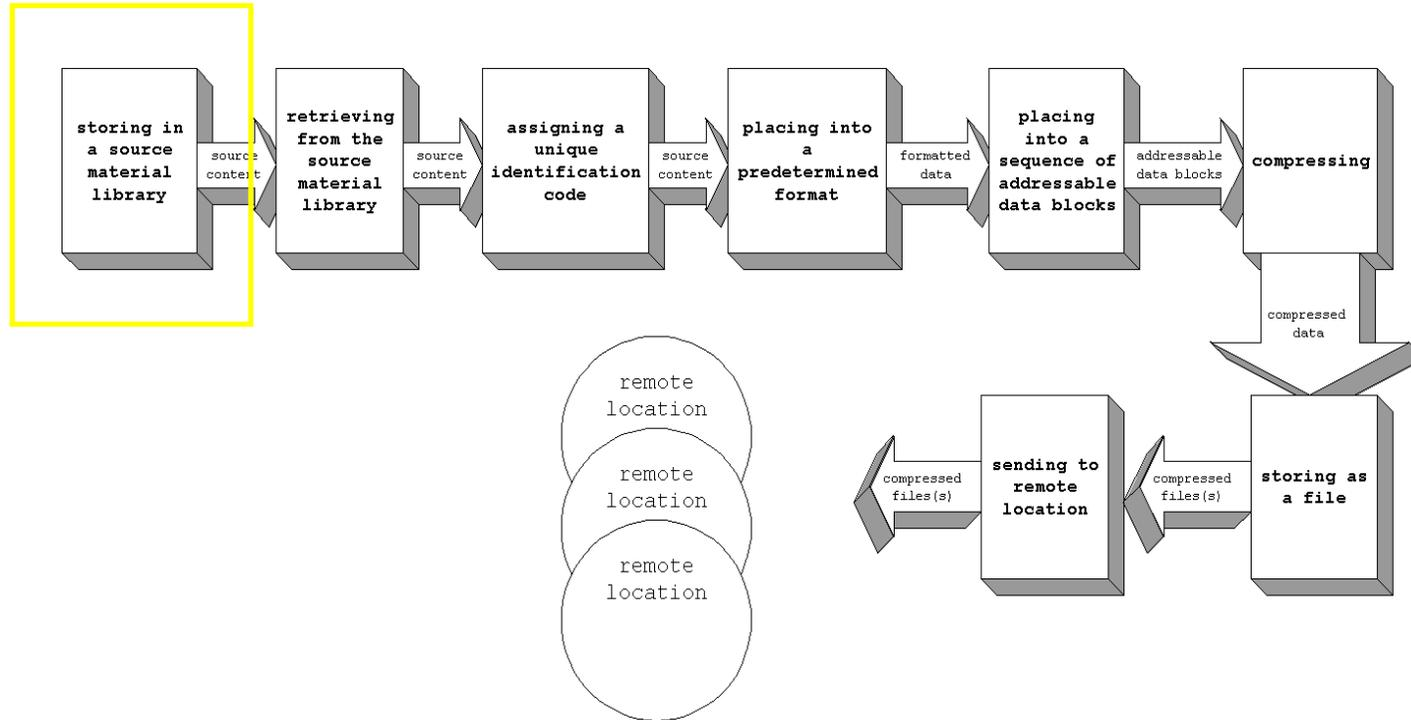 storing in
a source
material
library
source
content
retrieving
from the
source
material
library
source
content
assigning a
unique
identification
code
source
content
placing into
a
predetermined
format
formatted
data
placing
into a
sequence of
addressable
data blocks
addressable
data blocks
compressing
compressed
data
storing as
a file
compressed
files(s)
sending to
remote
location
compressed
files(s)
remote
location
remote
location
remote
location